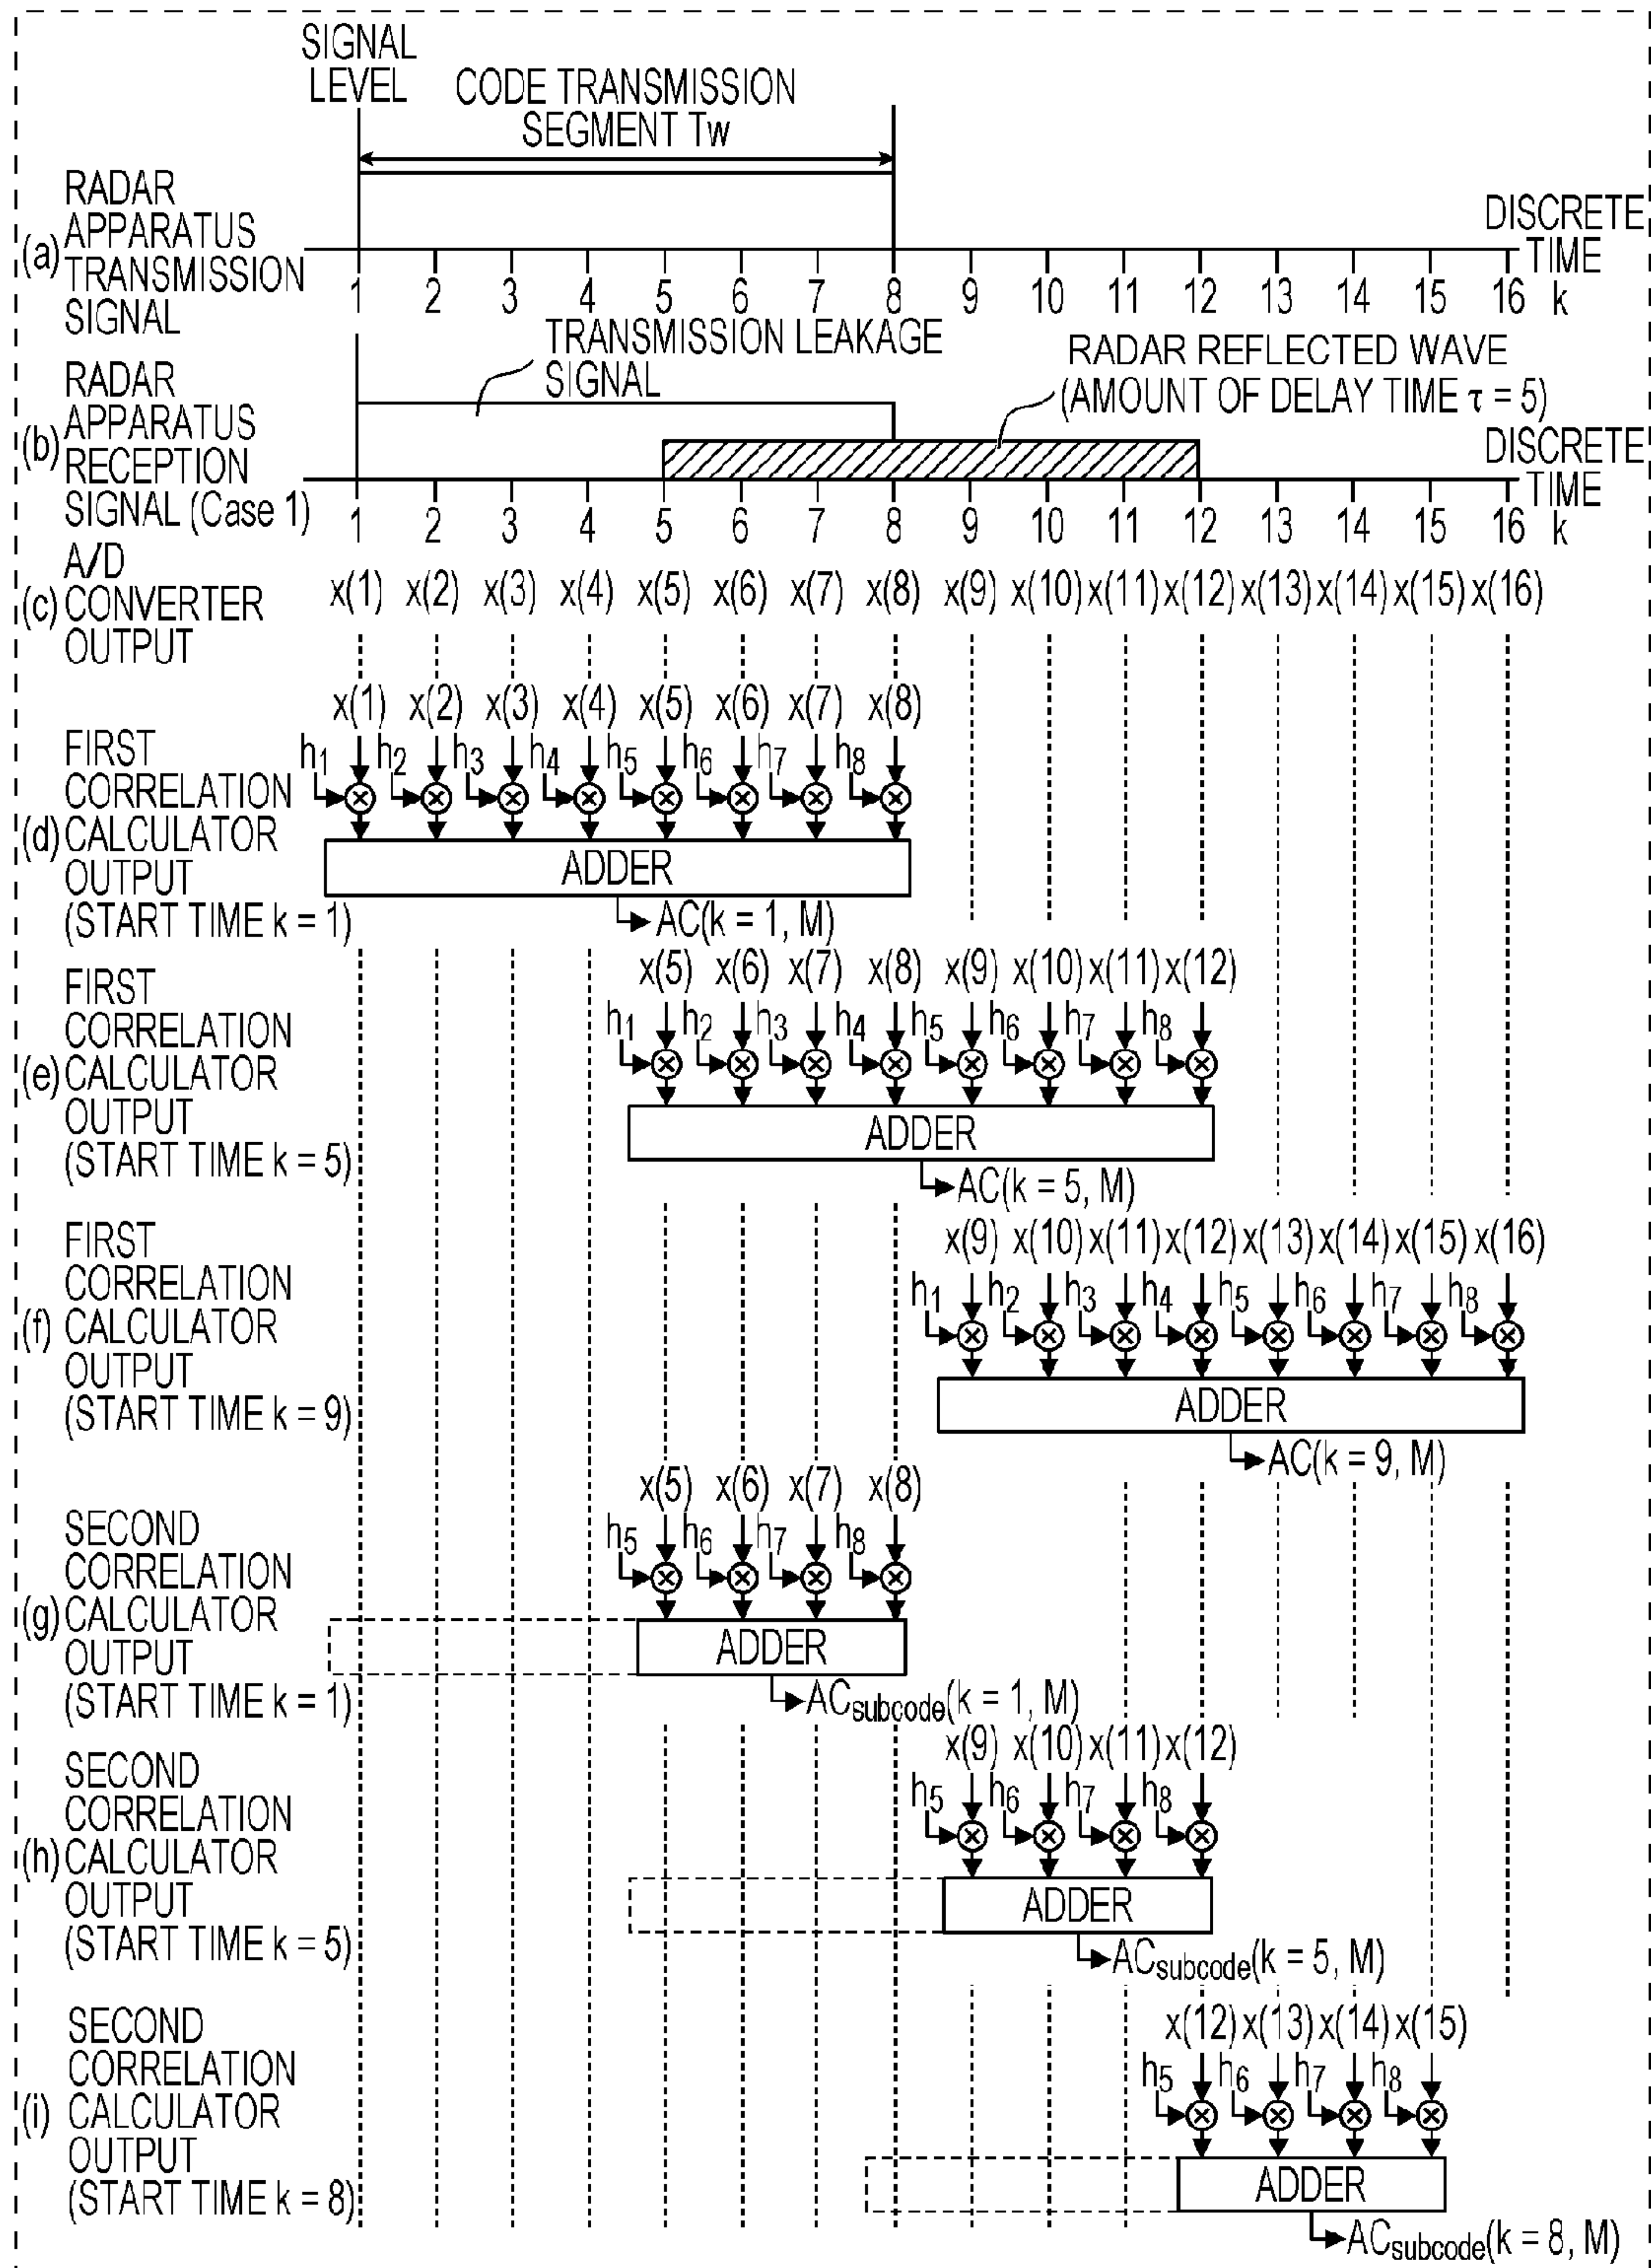 SIGNAL
LEVEL
CODE TRANSMISSION
SEGMENT Tw
(a)
RADAR
APPARATUS
TRANSMISSION
SIGNAL
1 2 3 4 5 6 7 8 9 10 11 12 13 14 15 16
DISCRETE
TIME
k
TRANSMISSION LEAKAGE
SIGNAL
RADAR REFLECTED WAVE
(AMOUNT OF DELAY TIME τ = 5)
(b)
RADAR
APPARATUS
RECEPTION
SIGNAL (Case 1)
1 2 3 4 5 6 7 8 9 10 11 12 13 14 15 16
DISCRETE
TIME
k
(c)
A/D
CONVERTER
OUTPUT
x(1) x(2) x(3) x(4) x(5) x(6) x(7) x(8) x(9) x(10) x(11) x(12) x(13) x(14) x(15) x(16)
x(1) x(2) x(3) x(4) x(5) x(6) x(7) x(8)
h1 h2 h3 h4 h5 h6 h7 h8
(d)
FIRST
CORRELATION
CALCULATOR
OUTPUT
(START TIME k = 1)
ADDER
AC(k = 1, M)
x(5) x(6) x(7) x(8) x(9) x(10) x(11) x(12)
h1 h2 h3 h4 h5 h6 h7 h8
(e)
FIRST
CORRELATION
CALCULATOR
OUTPUT
(START TIME k = 5)
ADDER
AC(k = 5, M)
x(9) x(10) x(11) x(12) x(13) x(14) x(15) x(16)
h1 h2 h3 h4 h5 h6 h7 h8
(f)
FIRST
CORRELATION
CALCULATOR
OUTPUT
(START TIME k = 9)
ADDER
AC(k = 9, M)
x(5) x(6) x(7) x(8)
h5 h6 h7 h8
(g)
SECOND
CORRELATION
CALCULATOR
OUTPUT
(START TIME k = 1)
ADDER
ACsubcode(k = 1, M)
x(9) x(10) x(11) x(12)
h5 h6 h7 h8
(h)
SECOND
CORRELATION
CALCULATOR
OUTPUT
(START TIME k = 5)
ADDER
ACsubcode(k = 5, M)
x(12) x(13) x(14) x(15)
h5 h6 h7 h8
(i)
SECOND
CORRELATION
CALCULATOR
OUTPUT
(START TIME k = 8)
ADDER
ACsubcode(k = 8, M)